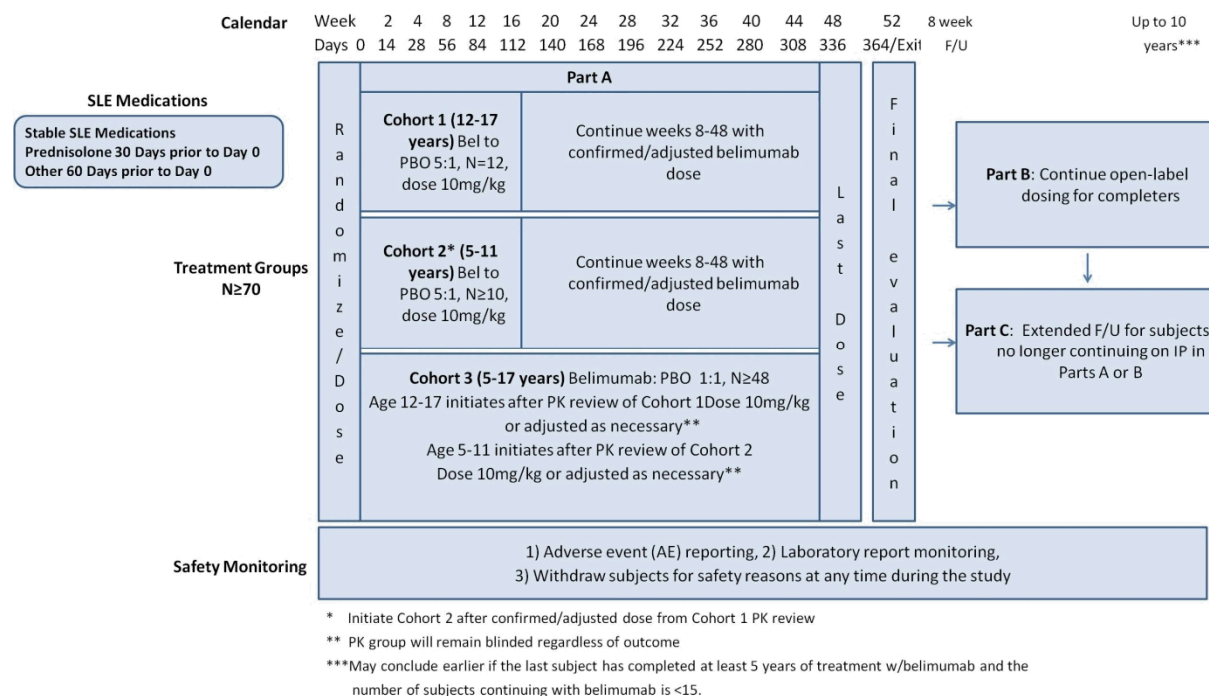 Calendar
Week 2 4 8 12 16 20 24 28 32 36 40 44 48 52 8 week Up to 10
Days 0 14 28 56 84 112 140 168 196 224 252 280 308 336 364/Exit F/U years***
SLE Medications
Stable SLE Medications
Prednisolone 30 Days prior to Day 0
Other 60 Days prior to Day 0
Treatment Groups
N≥70
Randomize/Dose
Part A
Cohort 1 (12-17
years) Bel to
PBO 5:1, N=12,
dose 10mg/kg
Continue weeks 8-48 with
confirmed/adjusted belimumab
dose
Cohort 2* (5-11
years) Bel to
PBO 5:1, N≥10,
dose 10mg/kg
Continue weeks 8-48 with
confirmed/adjusted belimumab
dose
Cohort 3 (5-17 years) Belimumab: PBO 1:1, N≥48
Age 12-17 initiates after PK review of Cohort 1Dose 10mg/kg
or adjusted as necessary**
Age 5-11 initiates after PK review of Cohort 2
Dose 10mg/kg or adjusted as necessary**
Last Dose
Final evaluation
Part B: Continue open-label
dosing for completers
Part C: Extended F/U for subjects
no longer continuing on IP in
Parts A or B
Safety Monitoring
1) Adverse event (AE) reporting, 2) Laboratory report monitoring,
3) Withdraw subjects for safety reasons at any time during the study
* Initiate Cohort 2 after confirmed/adjusted dose from Cohort 1 PK review
** PK group will remain blinded regardless of outcome
***May conclude earlier if the last subject has completed at least 5 years of treatment w/belimumab and the
number of subjects continuing with belimumab is <15.